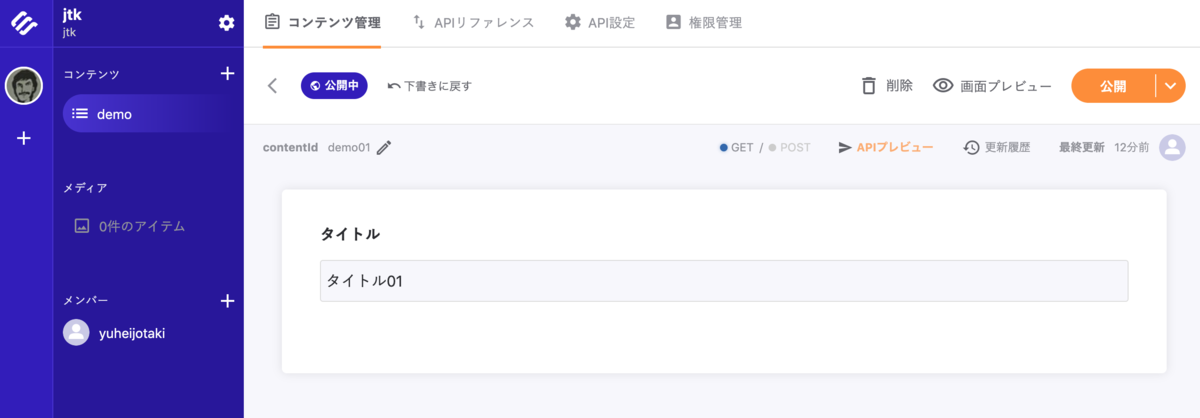 jtk
jtk
コンテンツ
demo
メディア
0件のアイテム
メンバー
yuheijotaki
コンテンツ管理 APIリファレンス API設定 権限管理
公開中 下書きに戻す 削除 画面プレビュー 公開
contentId demo01 GET / POST APIプレビュー 更新履歴 最終更新 12分前
タイトル
タイトル01